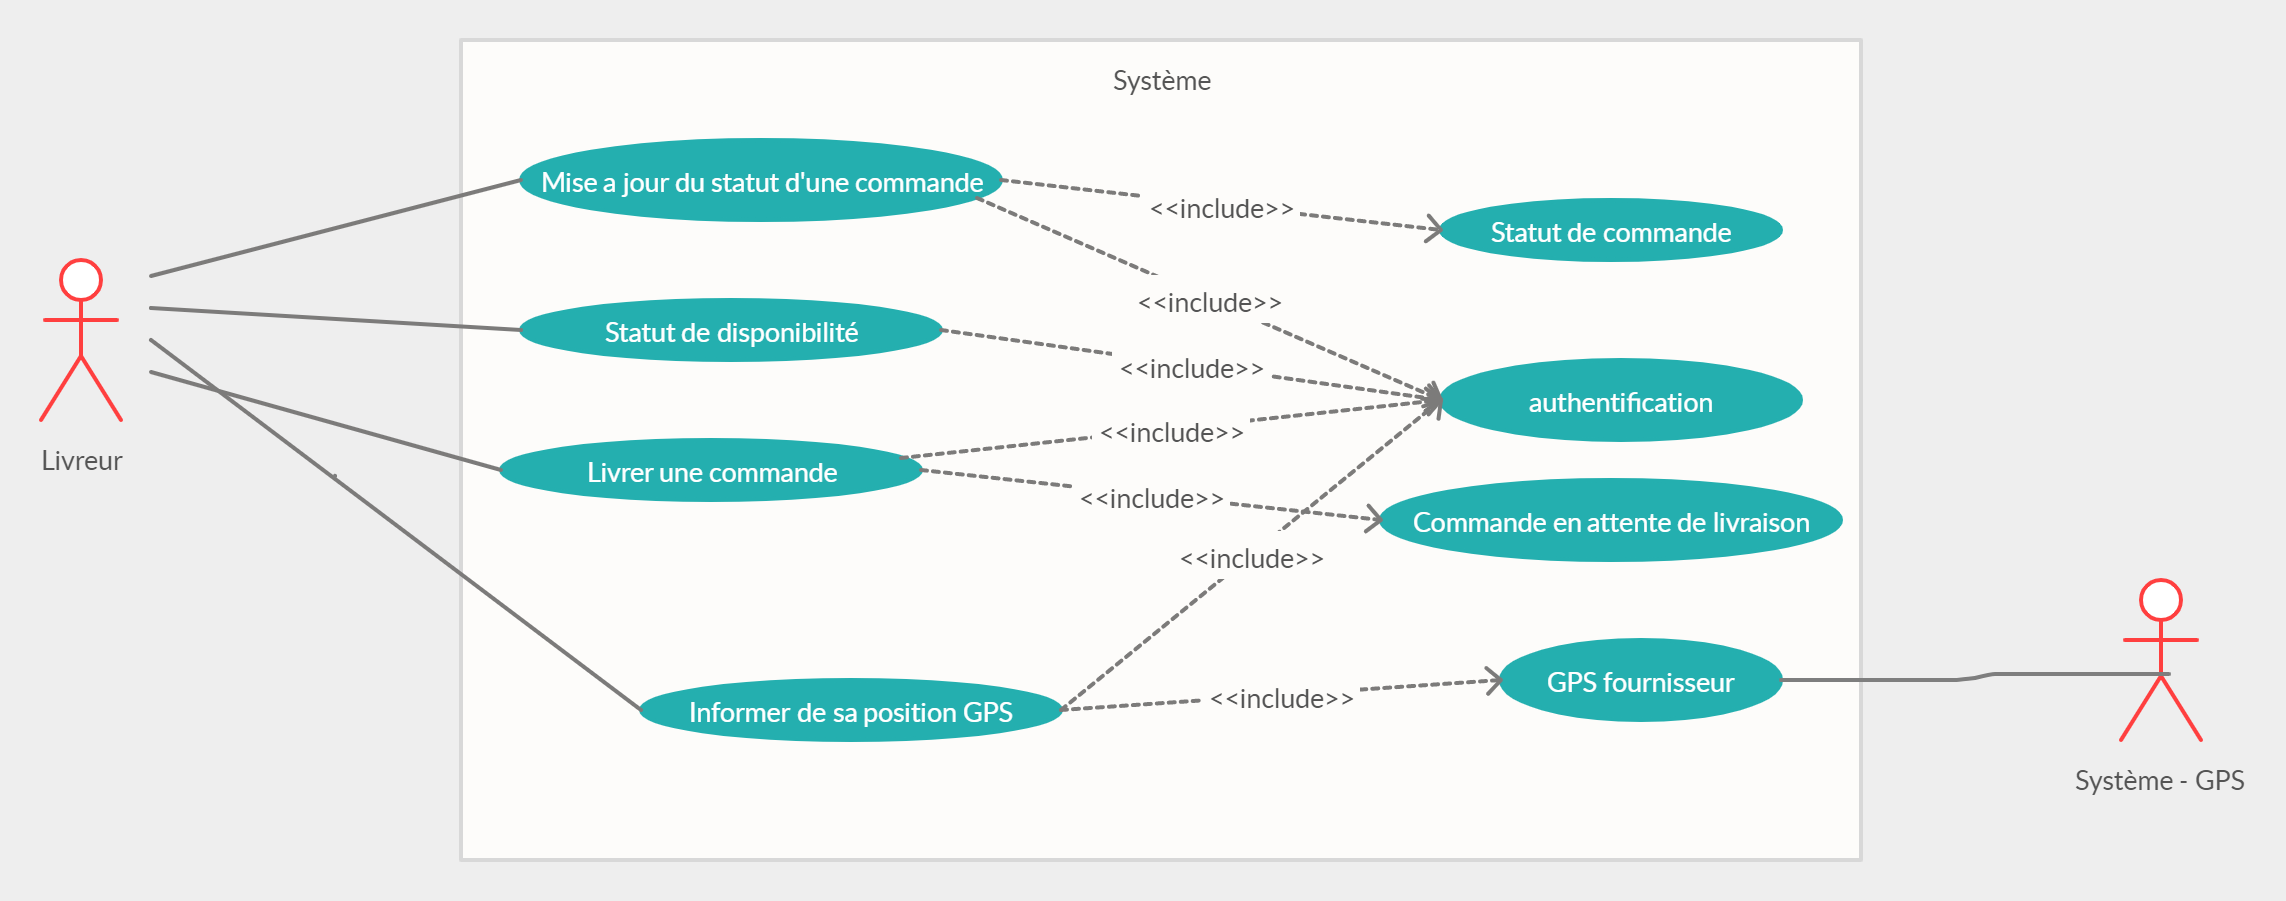 Système
Mise a jour du statut d'une commande
<<include>>
Statut de commande
<<include>>
Statut de disponibilité
<<include>>
authentification
<<include>>
Livreur
Livrer une commande
<<include>>
Commande en attente de livraison
<<include>>
GPS fournisseur
<<include>>
Informer de sa position GPS
Système - GPS